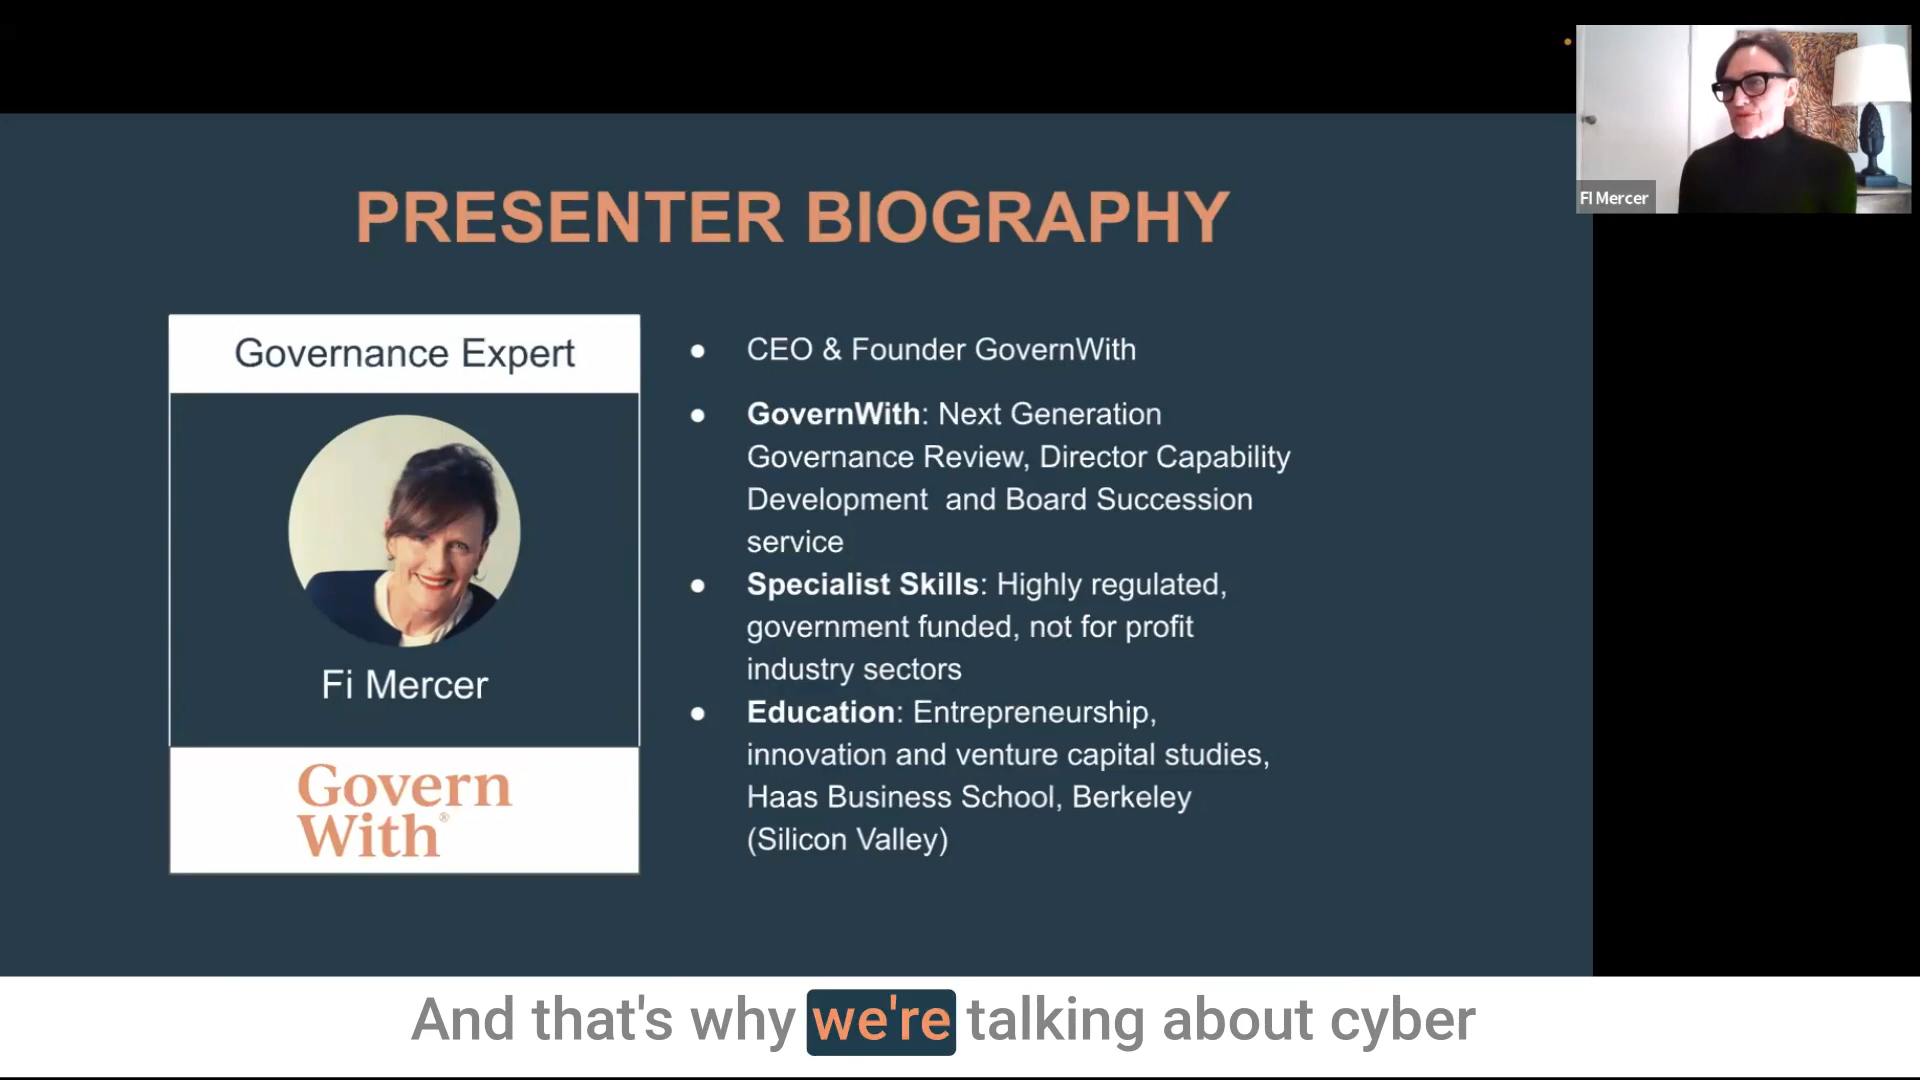 FI Mercer
PRESENTER BIOGRAPHY
Governance Expert
Fi Mercer
Govern
With®
● CEO & Founder GovernWith
● GovernWith: Next Generation
Governance Review, Director Capability
Development and Board Succession
service
● Specialist Skills: Highly regulated,
government funded, not for profit
industry sectors
● Education: Entrepreneurship,
innovation and venture capital studies,
Haas Business School, Berkeley
(Silicon Valley)
And that's why we're talking about cyber